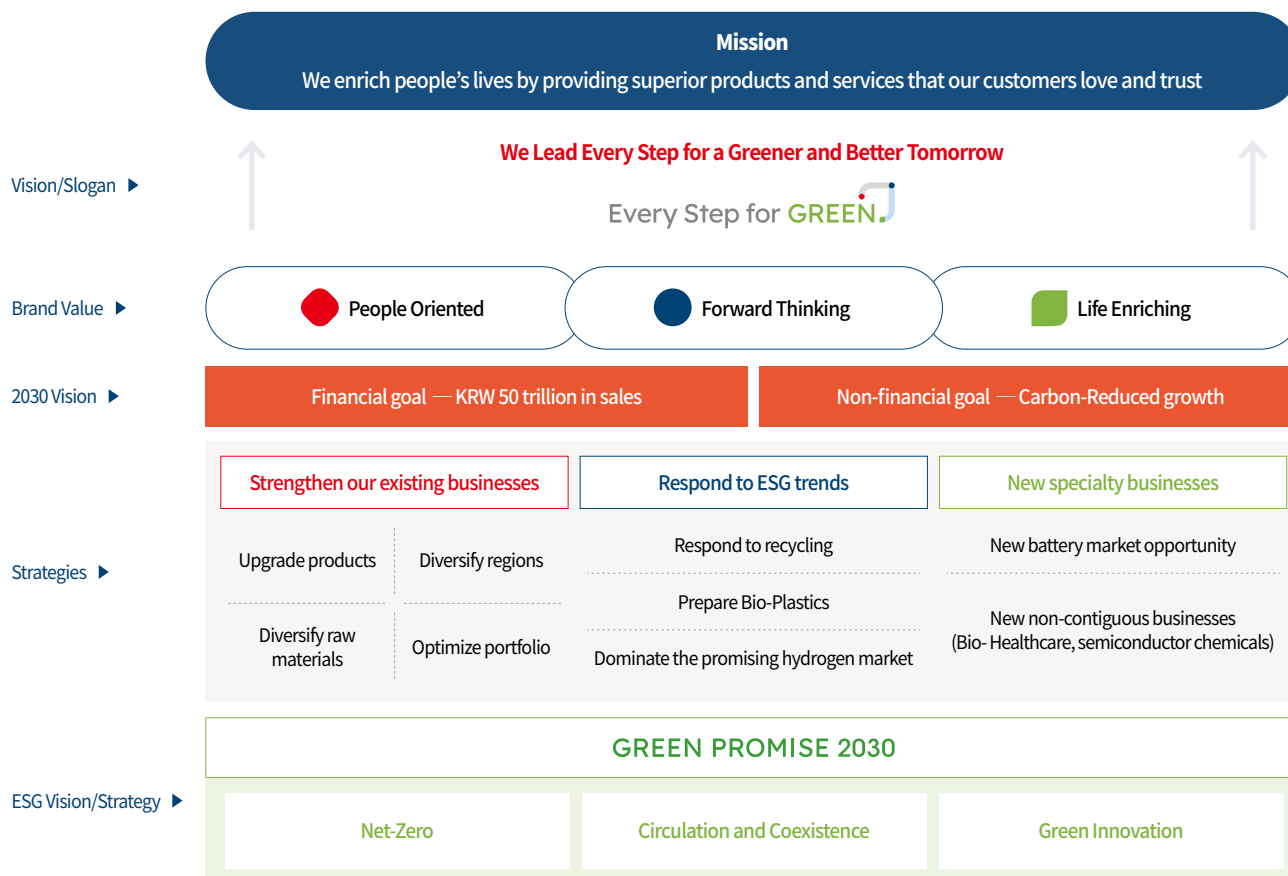 Mission
We enrich people’s lives by providing superior products and services that our customers love and trust
Vision/Slogan
We Lead Every Step for a Greener and Better Tomorrow
Every Step for GREEN
Brand Value
People Oriented
Forward Thinking
Life Enriching
2030 Vision
Financial goal — KRW 50 trillion in sales
Non-financial goal — Carbon-Reduced growth
Strategies
Strengthen our existing businesses
Upgrade products
Diversify regions
Diversify raw
materials
Optimize portfolio
Respond to ESG trends
Respond to recycling
Prepare Bio-Plastics
Dominate the promising hydrogen market
New specialty businesses
New battery market opportunity
New non-contiguous businesses
(Bio- Healthcare, semiconductor chemicals)
ESG Vision/Strategy
GREEN PROMISE 2030
Net-Zero
Circulation and Coexistence
Green Innovation